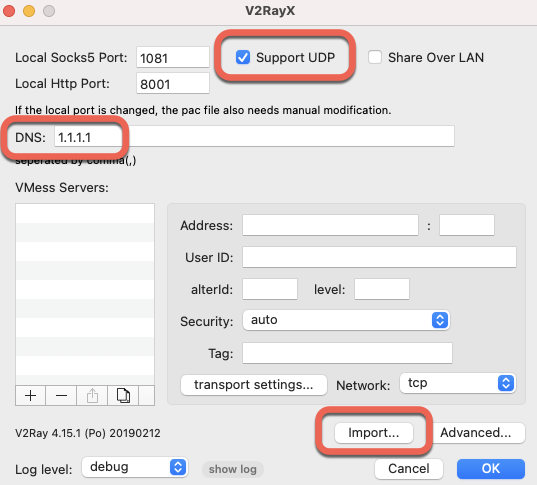 V2RayX
Local Socks5 Port: 1081 Support UDP Share Over LAN
Local Http Port: 8001
If the local port is changed, the pac file also needs manual modification.
DNS: 1.1.1.1
seperated by comma(,)
VMess Servers:
Address: :
User ID:
alterId: level:
Security: auto
Tag:
transport settings... Network: tcp
V2Ray 4.15.1 (Po) 20190212 Import... Advanced...
Log level: debug show log Cancel OK